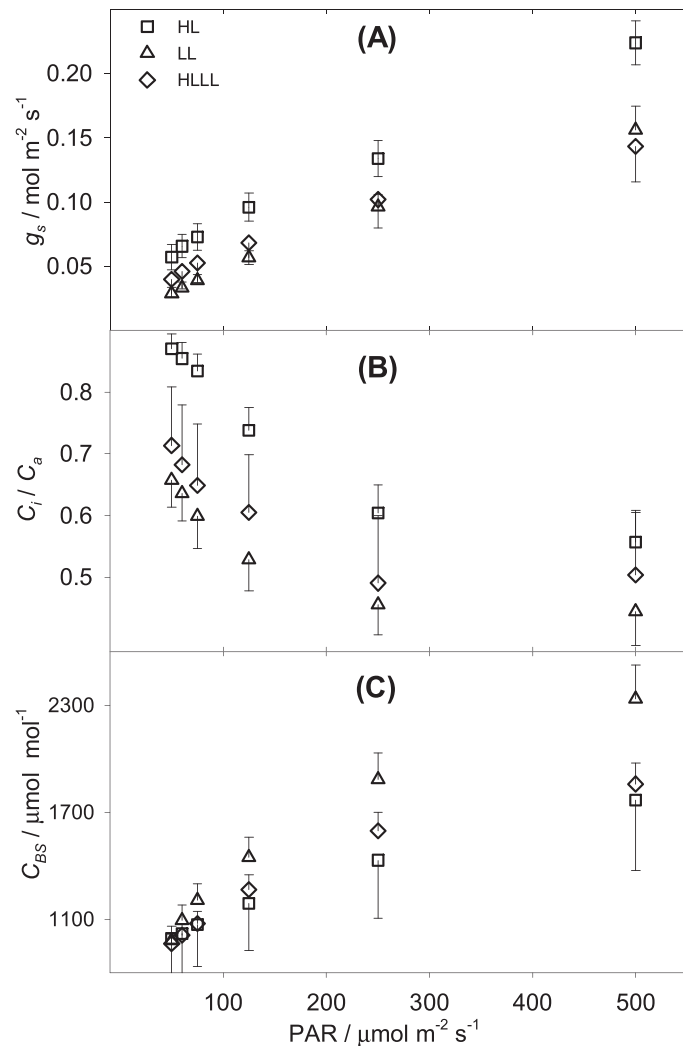 (A)
HL
LL
HLLL
0.20
0.15
0.10
0.05
g_s / mol m⁻² s⁻¹
(B)
0.8
0.7
0.6
0.5
C_i / C_a
(C)
2300
1700
1100
C_BS / µmol mol⁻¹
100 200 300 400 500
PAR / µmol m⁻² s⁻¹